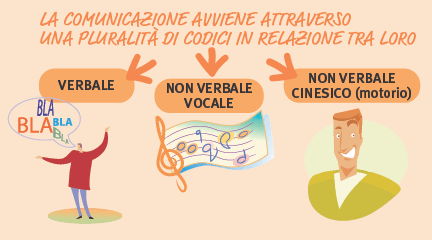 LA COMUNICAZIONE AVVIENE ATTRAVERSO
UNA PLURALITÀ DI CODICI IN RELAZIONE TRA LORO
VERBALE
NON VERBALE
VOCALE
NON VERBALE
CINESICO (motorio)
BLA
BLA BLA
BLA